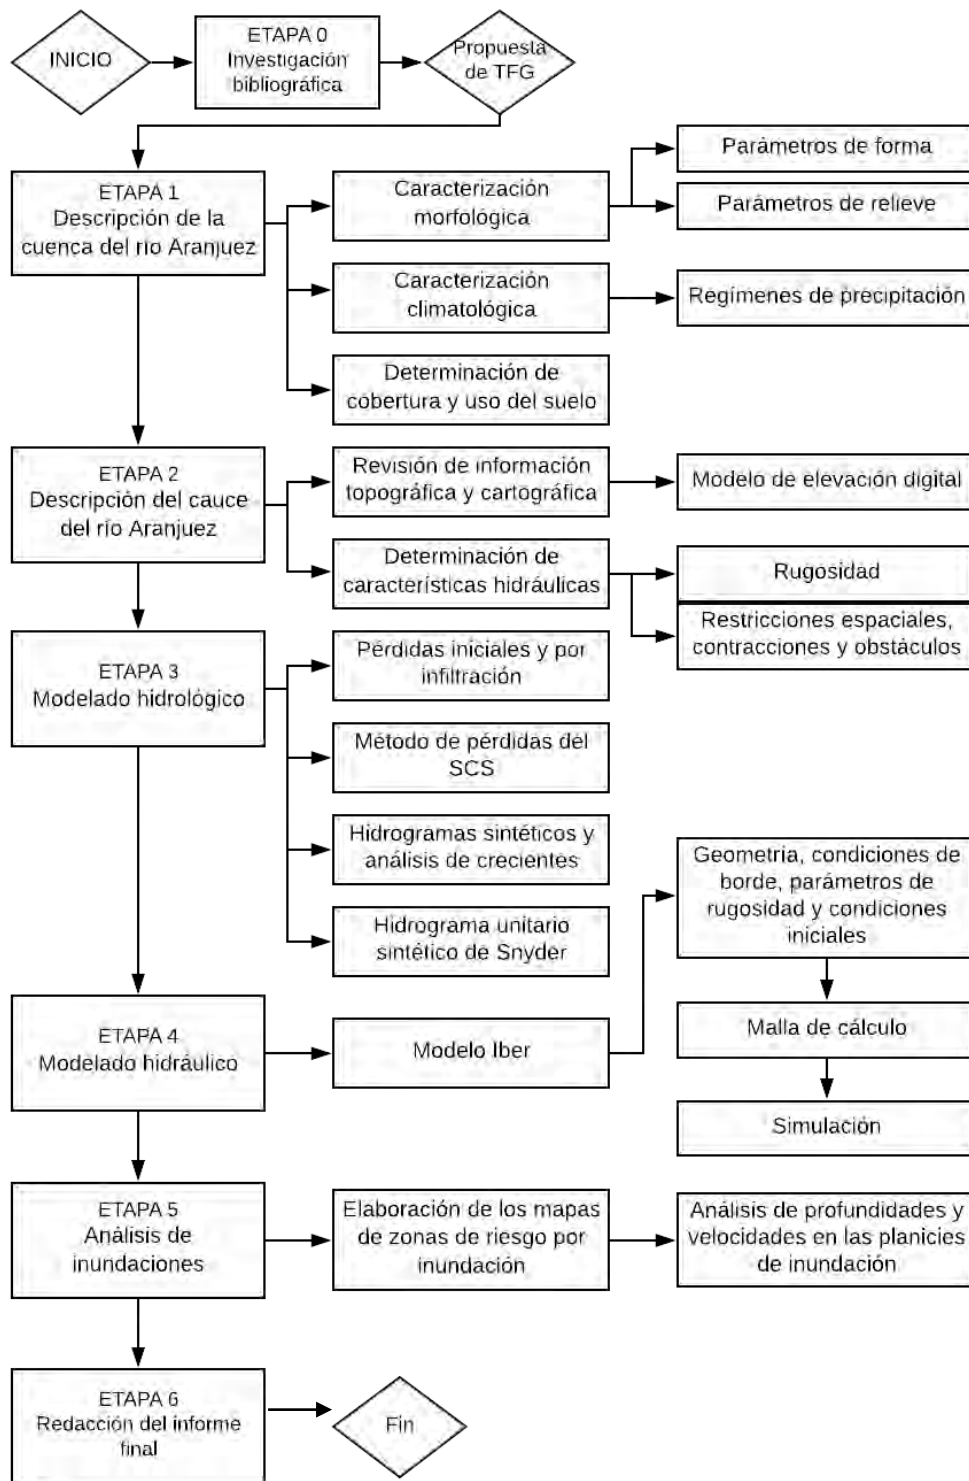 INICIO
ETAPA 0
Investigación
bibliográfica
Propuesta
de TFG
ETAPA 1
Descripción de la
cuenca del río Aranjuez
Caracterización
morfológica
Parámetros de forma
Parámetros de relieve
Caracterización
climatológica
Regímenes de precipitación
Determinación de
cobertura y uso del suelo
ETAPA 2
Descripción del cauce
del río Aranjuez
Revisión de información
topográfica y cartográfica
Modelo de elevación digital
Determinación de
características hidráulicas
Rugosidad
Restricciones espaciales,
contracciones y obstáculos
ETAPA 3
Modelado hidrológico
Pérdidas iniciales y por
infiltración
Método de pérdidas del
SCS
Hidrogramas sintéticos y
análisis de crecientes
Hidrograma unitario
sintético de Snyder
ETAPA 4
Modelado hidráulico
Modelo Iber
Geometría, condiciones de
borde, parámetros de
rugosidad y condiciones
iniciales
Malla de cálculo
Simulación
ETAPA 5
Análisis de
inundaciones
Elaboración de los mapas
de zonas de riesgo por
inundación
Análisis de profundidades y
velocidades en las planicies
de inundación
ETAPA 6
Redacción del informe
final
Fin